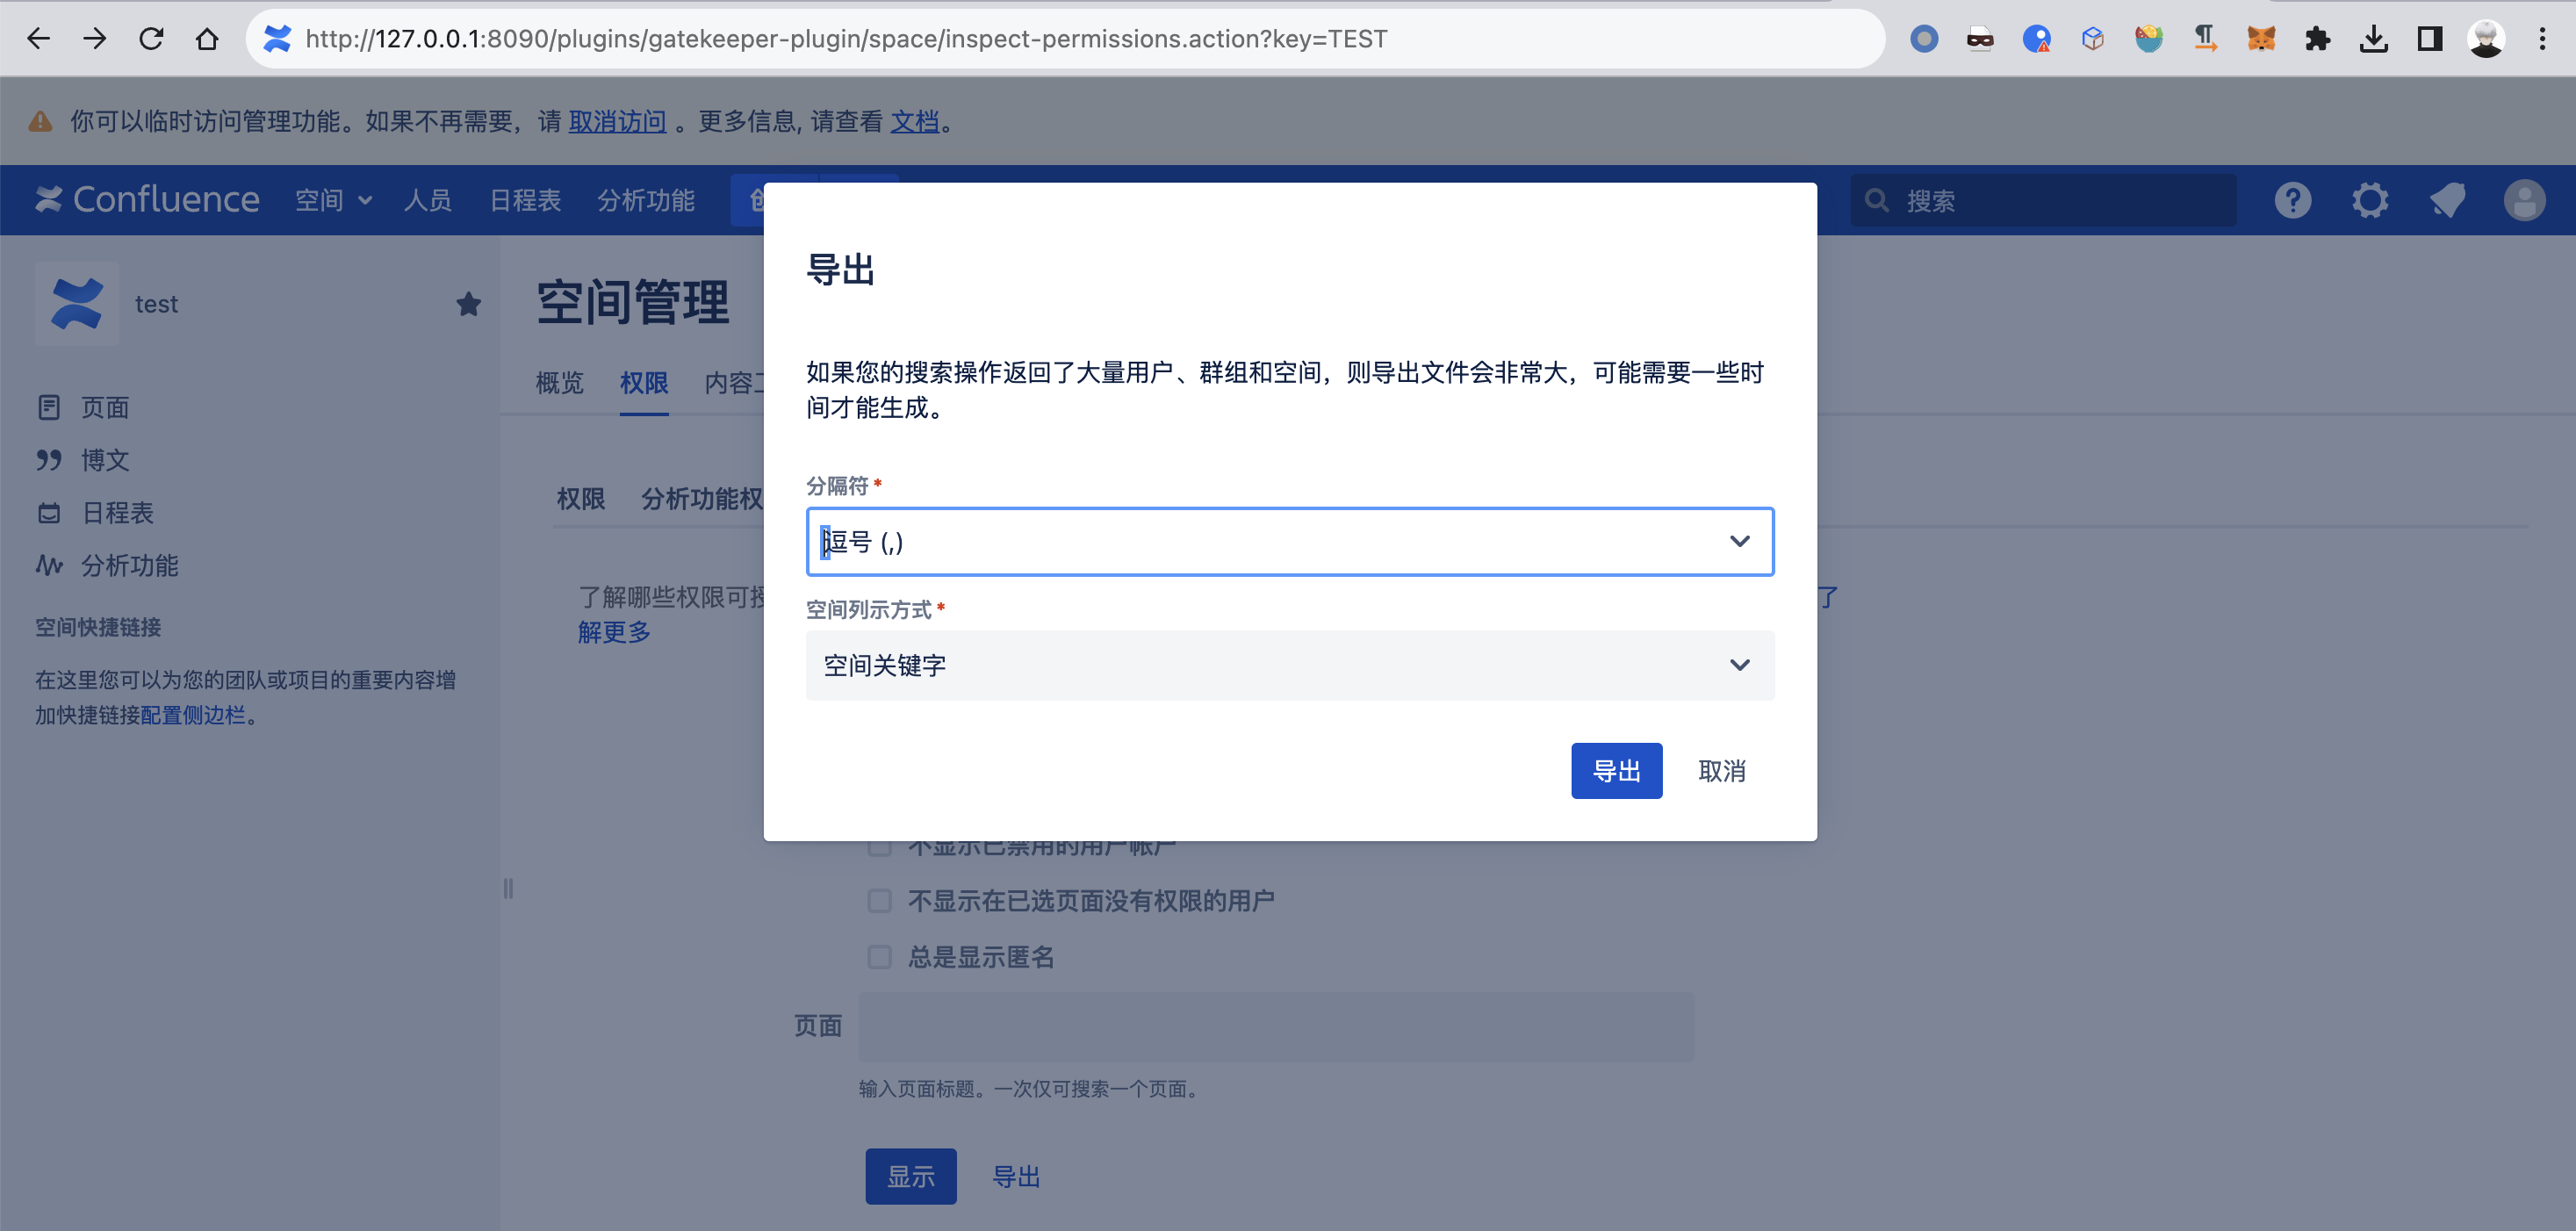 http://127.0.0.1:8090/plugins/gatekeeper-plugin/space/inspect-permissions.action?key=TEST
你可以临时访问管理功能。如果不再需要，请 取消访问 。更多信息, 请查看 文档。
Confluence 空间 人员 日程表 分析功能 搜索
test
页面
博文
日程表
分析功能
空间快捷链接
在这里您可以为您的团队或项目的重要内容增
加快捷链接配置侧边栏。
空间管理
概览 权限 内容
权限 分析功能权
了解哪些权限可 了
解更多
导出
如果您的搜索操作返回了大量用户、群组和空间，则导出文件会非常大，可能需要一些时
间才能生成。
分隔符*
逗号 (,)
空间列示方式*
空间关键字
导出 取消
不显示已禁用的用户帐户
不显示在已选页面没有权限的用户
总是显示匿名
页面
输入页面标题。一次仅可搜索一个页面。
显示 导出